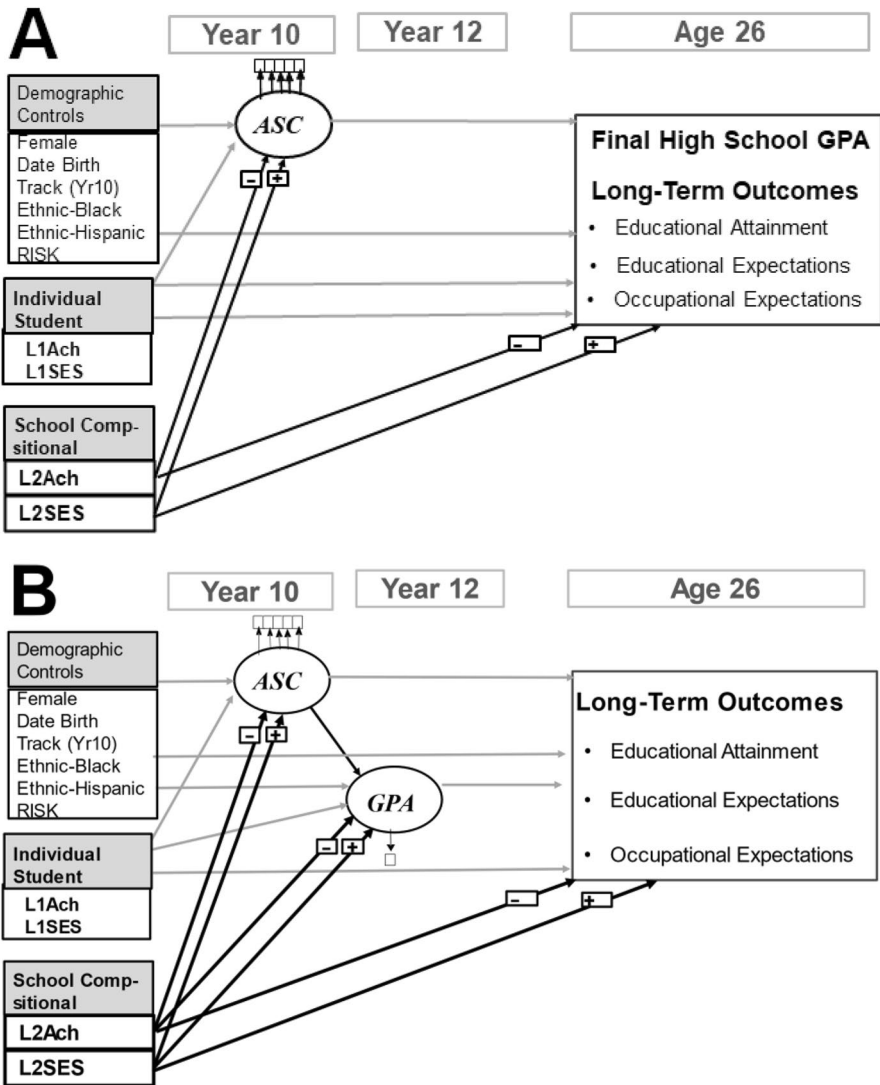 A
Year 10
Year 12
Age 26
Demographic
Controls
Female
Date Birth
Track (Yr10)
Ethnic-Black
Ethnic-Hispanic
RISK
Individual
Student
L1Ach
L1SES
School Comp-
sitional
L2Ach
L2SES
ASC
-
+
Final High School GPA
Long-Term Outcomes
• Educational Attainment
• Educational Expectations
• Occupational Expectations
-
+
B
Year 10
Year 12
Age 26
Demographic
Controls
Female
Date Birth
Track (Yr10)
Ethnic-Black
Ethnic-Hispanic
RISK
Individual
Student
L1Ach
L1SES
School Comp-
sitional
L2Ach
L2SES
ASC
-
+
GPA
-
+
Long-Term Outcomes
• Educational Attainment
• Educational Expectations
• Occupational Expectations
-
+